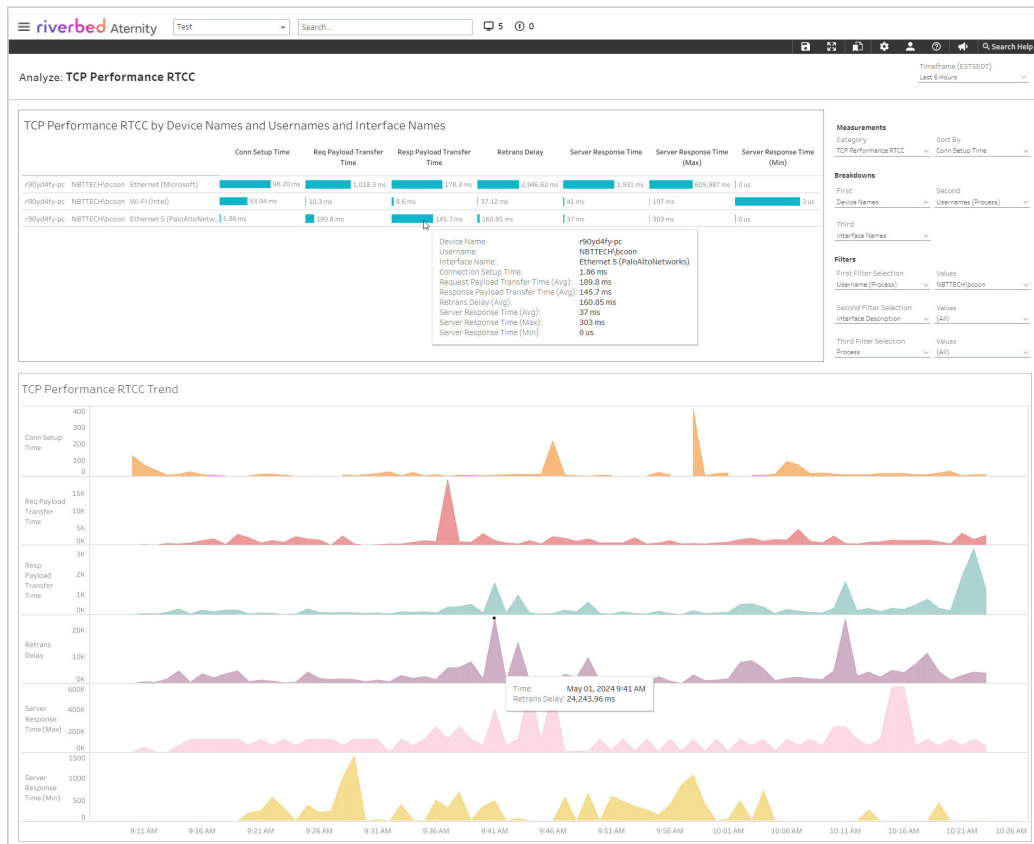 riverbed Aternity Test Search... 5 0
Search Help
Analyze: TCP Performance RTCC
Timeframe (ESTSEDT)
Last 6 Hours
TCP Performance RTCC by Device Names and Usernames and Interface Names
Conn Setup Time Req Payload Transfer Time Resp Payload Transfer Time Retrans Delay Server Response Time Server Response Time (Max) Server Response Time (Min)
r90yd4fy-pc NBTTECH\bcoon Ethernet (Microsoft) 98.20 ms 1,018.3 ms 178.3 ms 2,946.62 ms 1,931 ms 609,987 ms 0 us
r90yd4fy-pc NBTTECH\bcoon Wi-Fi (Intel) 53.94 ms 10.3 ms 8.6 ms 37.12 ms 41 ms 197 ms 3 us
r90yd4fy-pc NBTTECH\bcoon Ethernet 5 (PaloAltoNetw.. 1.86 ms 189.8 ms 145.7 ms 160.85 ms 37 ms 303 ms 0 us
Device Name: r90yd4fy-pc
Username: NBTTECH\bcoon
Interface Name: Ethernet 5 (PaloAltoNetworks)
Connection Setup Time: 1.86 ms
Request Payload Transfer Time (Avg): 189.8 ms
Response Payload Transfer Time (Avg): 145.7 ms
Retrans Delay (Avg): 160.85 ms
Server Response Time (Avg): 37 ms
Server Response Time (Max): 303 ms
Server Response Time (Min): 0 us
Measurements
Category Sort By
TCP Performance RTCC Conn Setup Time
Breakdowns
First Second
Device Names Usernames (Process)
Third
Interface Names
Filters
First Filter Selection Values
Username (Process) NBTTECH\bcoon
Second Filter Selection Values
Interface Description (All)
Third Filter Selection Values
Process (All)
TCP Performance RTCC Trend
400
300
Conn Setup Time
200
100
0
15K
Req Payload Transfer Time
10K
5K
0K
3K
Resp Payload Transfer Time
2K
1K
0K
20K
Retrans Delay
10K
0K
Time: May 01, 2024 9:41 AM
Retrans Delay: 24,243.96 ms
600K
400K
Server Response Time (Max)
200K
0K
1500
1000
Server Response Time (Min)
500
0
9:11 AM 9:16 AM 9:21 AM 9:26 AM 9:31 AM 9:36 AM 9:41 AM 9:46 AM 9:51 AM 9:56 AM 10:01 AM 10:06 AM 10:11 AM 10:16 AM 10:21 AM 10:26 AM